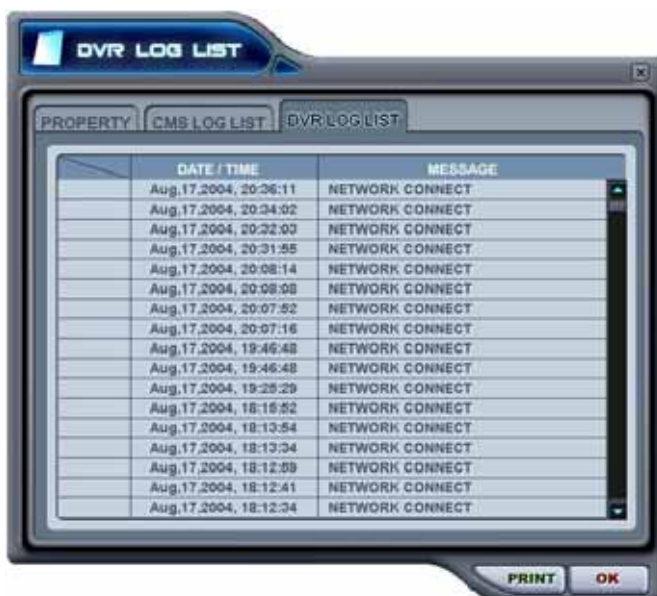 DVR LOG LIST
PROPERTY CMS LOG LIST DVR LOG LIST
DATE / TIME MESSAGE
Aug,17,2004, 20:36:11 NETWORK CONNECT
Aug,17,2004, 20:34:02 NETWORK CONNECT
Aug,17,2004, 20:32:03 NETWORK CONNECT
Aug,17,2004, 20:31:55 NETWORK CONNECT
Aug,17,2004, 20:08:14 NETWORK CONNECT
Aug,17,2004, 20:08:08 NETWORK CONNECT
Aug,17,2004, 20:07:52 NETWORK CONNECT
Aug,17,2004, 20:07:16 NETWORK CONNECT
Aug,17,2004, 19:46:48 NETWORK CONNECT
Aug,17,2004, 19:46:48 NETWORK CONNECT
Aug,17,2004, 19:25:29 NETWORK CONNECT
Aug,17,2004, 18:15:52 NETWORK CONNECT
Aug,17,2004, 18:13:54 NETWORK CONNECT
Aug,17,2004, 18:13:34 NETWORK CONNECT
Aug,17,2004, 18:12:59 NETWORK CONNECT
Aug,17,2004, 18:12:41 NETWORK CONNECT
Aug,17,2004, 18:12:34 NETWORK CONNECT
PRINT OK